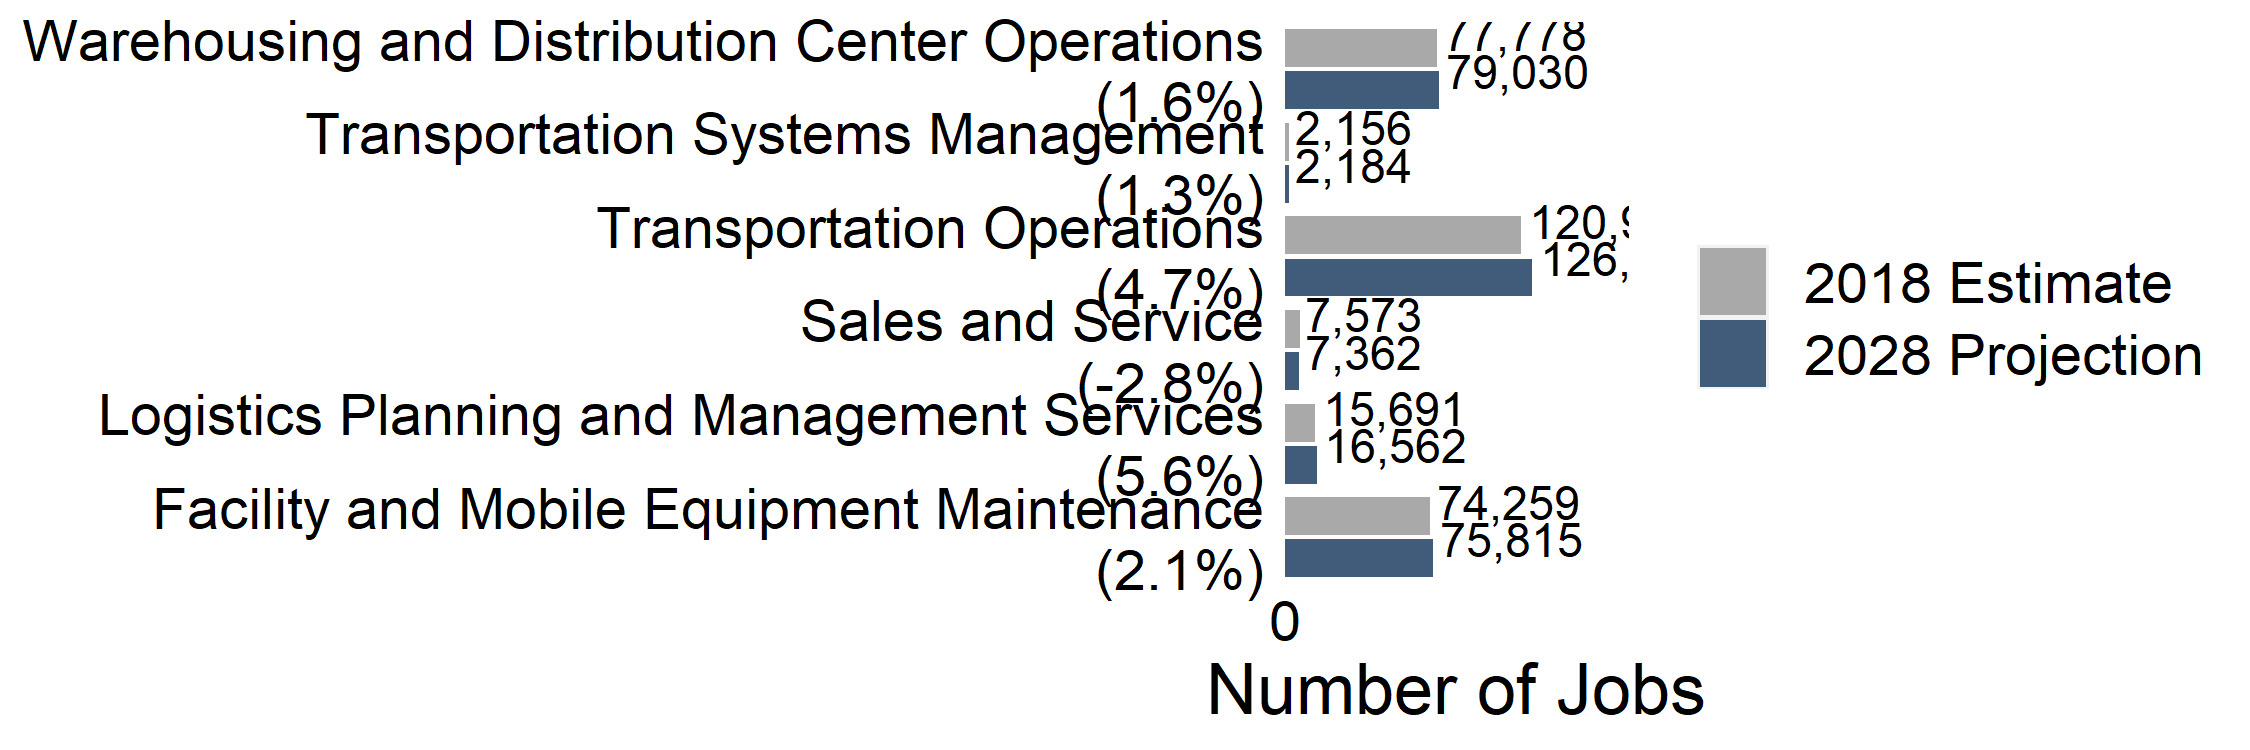 Warehousing and Distribution Center Operations
(1.6%)
77,778
79,030
Transportation Systems Management
(1.3%)
2,156
2,184
Transportation Operations
(4.7%)
120,9
126,
Sales and Service
(-2.8%)
7,573
7,362
Logistics Planning and Management Services
(5.6%)
15,691
16,562
Facility and Mobile Equipment Maintenance
(2.1%)
74,259
75,815
0
Number of Jobs
2018 Estimate
2028 Projection